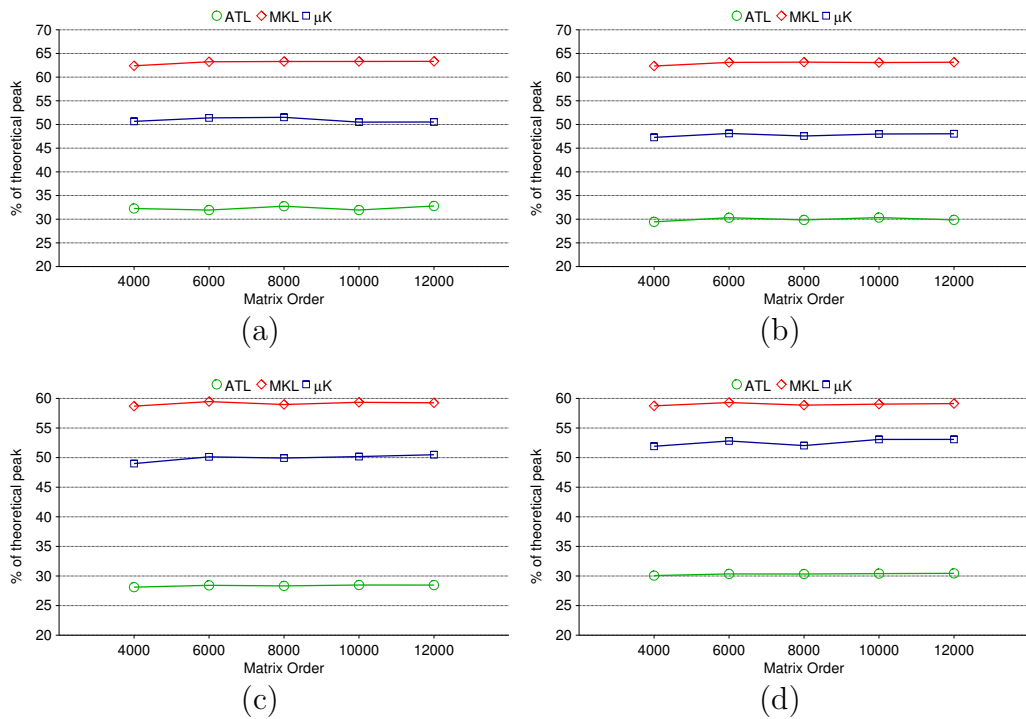 ATL MKL μK
% of theoretical peak
70
65
60
55
50
45
40
35
30
25
20
4000 6000 8000 10000 12000
Matrix Order
(a)
ATL MKL μK
% of theoretical peak
70
65
60
55
50
45
40
35
30
25
20
4000 6000 8000 10000 12000
Matrix Order
(b)
ATL MKL μK
% of theoretical peak
60
55
50
45
40
35
30
25
20
4000 6000 8000 10000 12000
Matrix Order
(c)
ATL MKL μK
% of theoretical peak
60
55
50
45
40
35
30
25
20
4000 6000 8000 10000 12000
Matrix Order
(d)